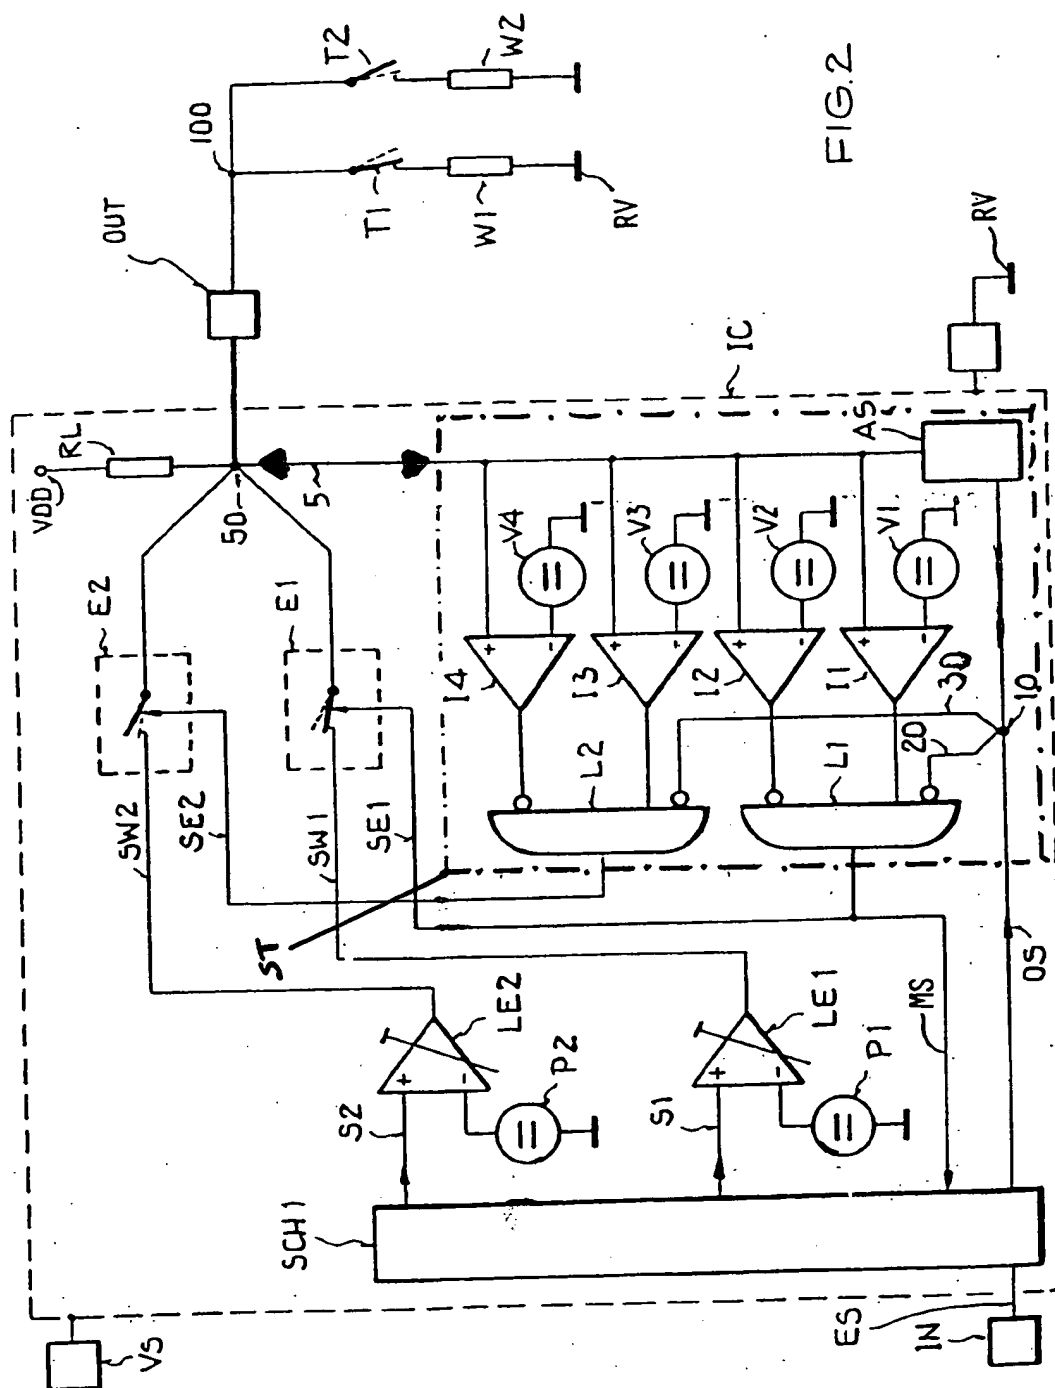 FIG.2
VS
IN
ES
SCH1
S2
S1
P2
P1
LE2
LE1
MS
OS
ST
SW2
SE2
SW1
SE1
E2
E1
L2
L1
20
30
10
I4
I3
I2
I1
V4
V3
V2
V1
AS
IC
5
50
VDD
RL
OUT
100
T1
T2
W1
W2
RV
RV
+
-
+
-
+
-
+
-
+
-
+
-
=
=
=
=
=
=